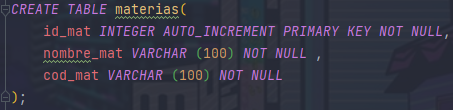 CREATE TABLE materias(
id_mat INTEGER AUTO_INCREMENT PRIMARY KEY NOT NULL,
nombre_mat VARCHAR (100) NOT NULL ,
cod_mat VARCHAR (100) NOT NULL
);